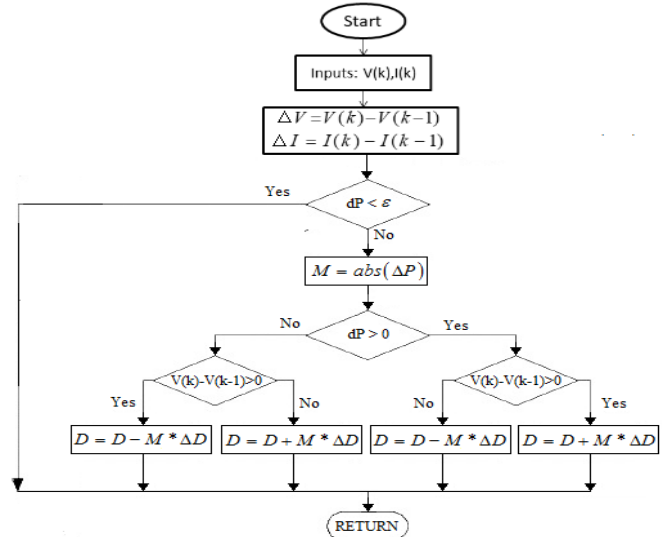 Start
Inputs: V(k),I(k)
△V=V(k)−V(k−1)
△I=I(k)−I(k−1)
Yes
dP < ε
No
M = abs(ΔP)
No
dP > 0
Yes
V(k)-V(k-1)>0
V(k)-V(k-1)>0
Yes
No
No
Yes
D = D − M * ΔD
D = D + M * ΔD
D = D − M * ΔD
D = D + M * ΔD
RETURN